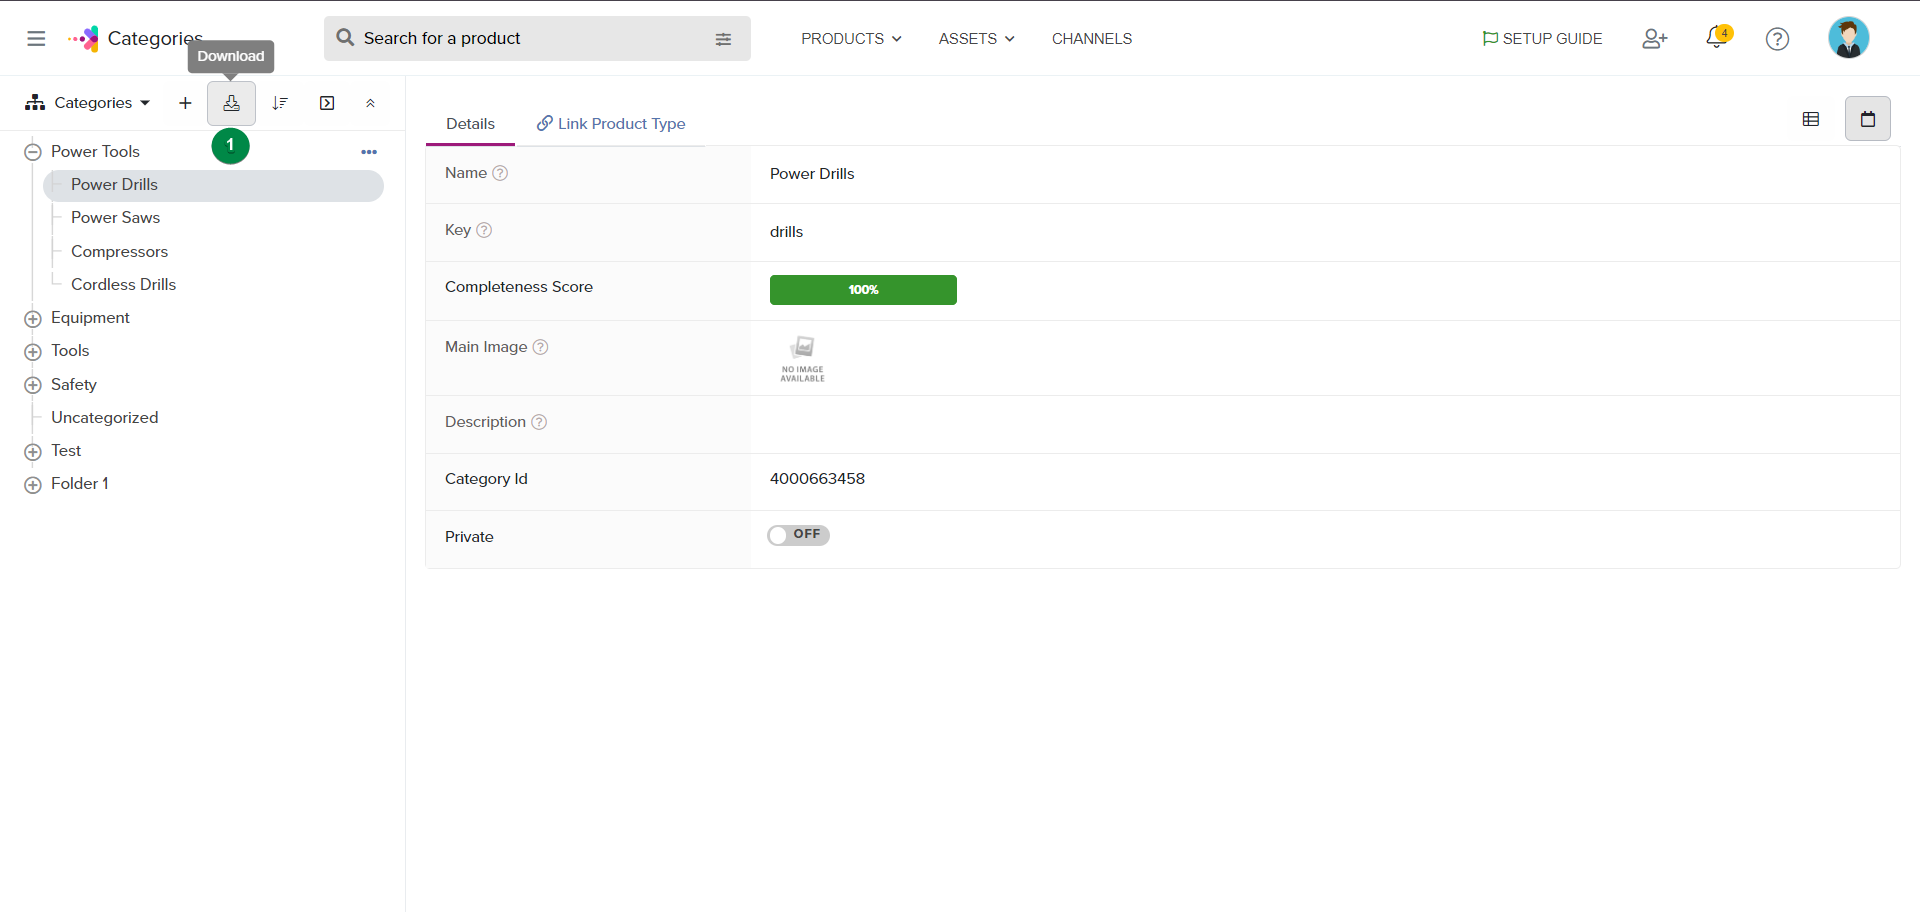 Categories
Search for a product
PRODUCTS
ASSETS
CHANNELS
SETUP GUIDE
4
Download
Categories
1
Power Tools
Power Drills
Power Saws
Compressors
Cordless Drills
Equipment
Tools
Safety
Uncategorized
Test
Folder 1
Details
Link Product Type
Name ?
Power Drills
Key ?
drills
Completeness Score
100%
Main Image ?
NO IMAGE
AVAILABLE
Description ?
Category Id
4000663458
Private
OFF